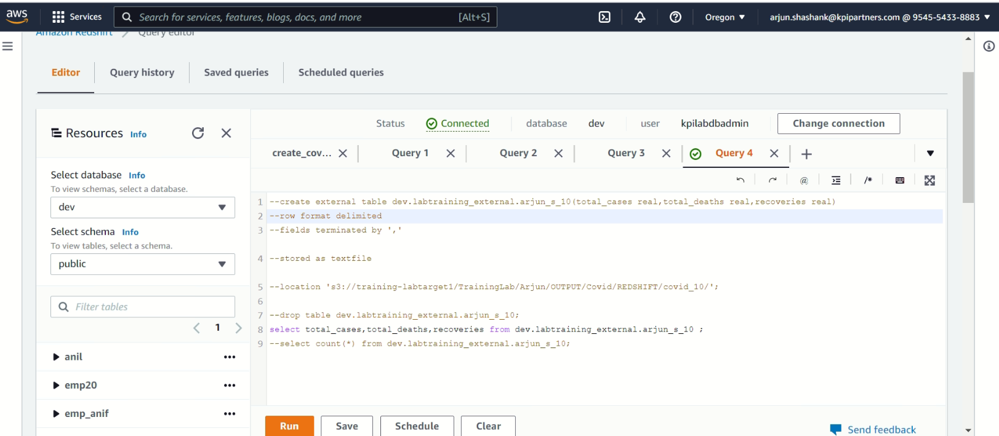 aws Services Search for services, features, blogs, docs, and more [Alt+S] Oregon ▼ arjun.shashank@kpipartners.com @ 9545-5433-8883 ▼
Amazon Redshift Query editor
Editor Query history Saved queries Scheduled queries
Resources Info
Status Connected database dev user kpilabdbadmin Change connection
create_cov... Query 1 Query 2 Query 3 Query 4
Select database Info
To view schemas, select a database.
dev
Select schema Info
To view tables, select a schema.
public
Filter tables
1
anil
emp20
emp_anif
@ /*
1 --create external table dev.labtraining_external.arjun_s_10(total_cases real,total_deaths real,recoveries real)
2 --row format delimited
3 --fields terminated by ','
4 --stored as textfile
5 --location 's3://training-labtarget1/TrainingLab/Arjun/OUTPUT/Covid/REDSHIFT/covid_10/';
6
7 --drop table dev.labtraining_external.arjun_s_10;
8 select total_cases,total_deaths,recoveries from dev.labtraining_external.arjun_s_10 ;
9 --select count(*) from dev.labtraining_external.arjun_s_10;
Run Save Schedule Clear
Send feedback